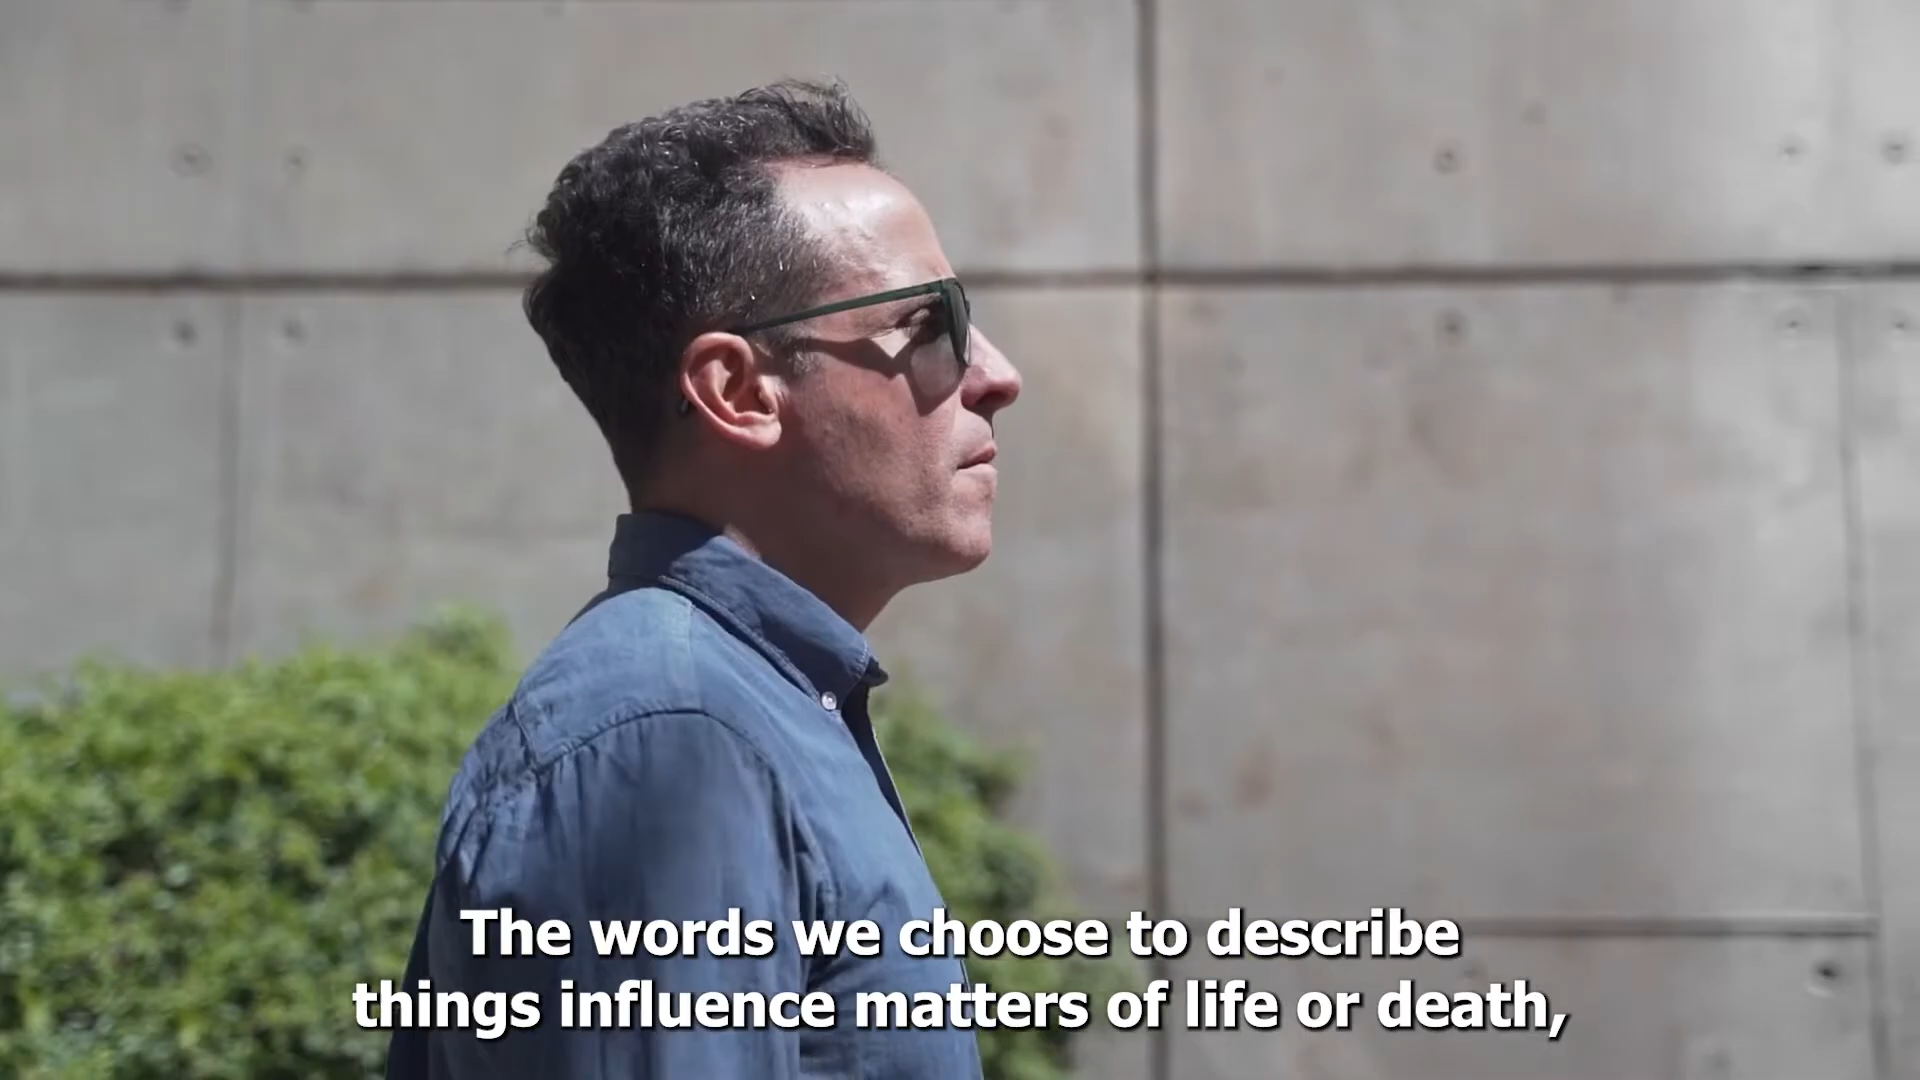 The words we choose to describe
things influence matters of life or death,